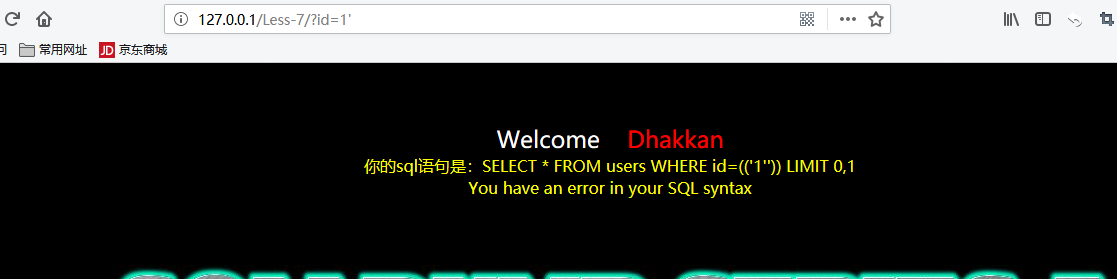 127.0.0.1/Less-7/?id=1'
问 常用网址 JD 京东商城
Welcome Dhakkan
你的sql语句是：SELECT * FROM users WHERE id=(('1'')) LIMIT 0,1
You have an error in your SQL syntax